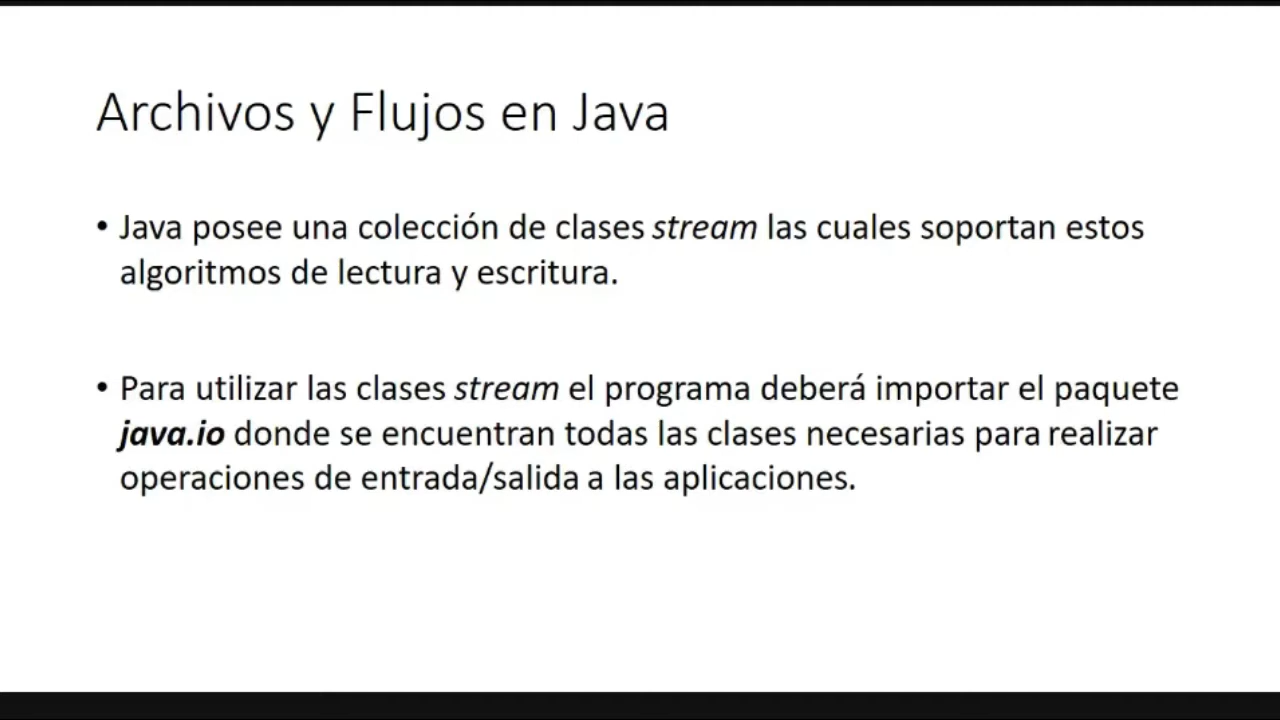 Archivos y Flujos en Java
• Java posee una colección de clases stream las cuales soportan estos
algoritmos de lectura y escritura.
• Para utilizar las clases stream el programa deberá importar el paquete
java.io donde se encuentran todas las clases necesarias para realizar
operaciones de entrada/salida a las aplicaciones.